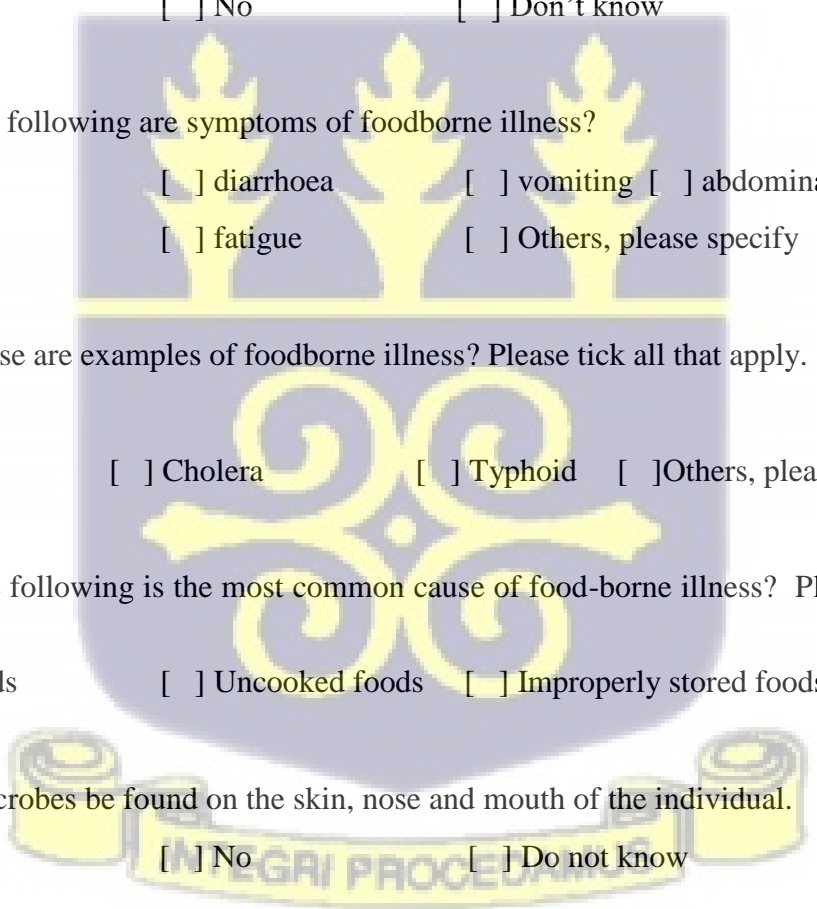 [ ] No [ ] Don't know
following are symptoms of foodborne illness?
[ ] diarrhoea [ ] vomiting [ ] abdomina
[ ] fatigue [ ] Others, please specify
se are examples of foodborne illness? Please tick all that apply.
[ ] Cholera [ ] Typhoid [ ]Others, plea
following is the most common cause of food-borne illness? Pl
ds [ ] Uncooked foods [ ] Improperly stored foods
crobes be found on the skin, nose and mouth of the individual.
[ ] No [ ] Do not know
INTEGRI PROCEDAMUS